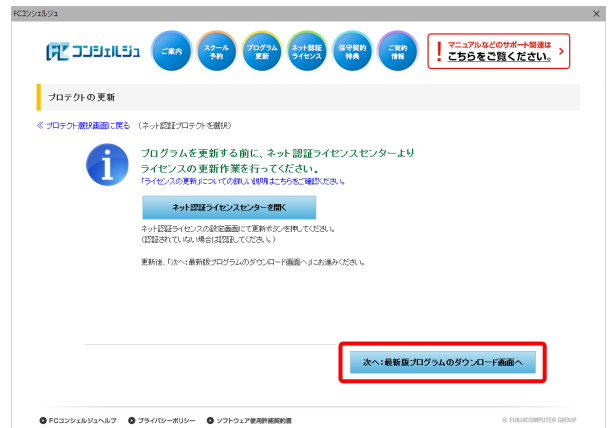 FCコンシェルジュ
FC コンシェルジュ
ご案内
スクール
予約
プログラム
更新
ネット認証
ライセンス
保守契約
特典
ご契約
情報
マニュアルなどのサポート関連は
こちらをご覧ください。
プロテクトの更新
≪ プロテクト選択画面に戻る (ネット認証プロテクトを選択)
プログラムを更新する前に、ネット認証ライセンスセンターより
ライセンスの更新作業を行ってください。
「ライセンスの更新」についての詳しい説明はこちらをご確認ください。
ネット認証ライセンスセンターを開く
ネット認証ライセンスの設定画面にて更新ボタンを押してください。
(認証されていない場合は認証してください。)
更新後、「次へ:最新版プログラムのダウンロード画面へ」にお進みください。
次へ:最新版プログラムのダウンロード画面へ
FCコンシェルジュヘルプ プライバシーポリシー ソフトウェア使用許諾契約書 © FUKUICOMPUTER GROUP